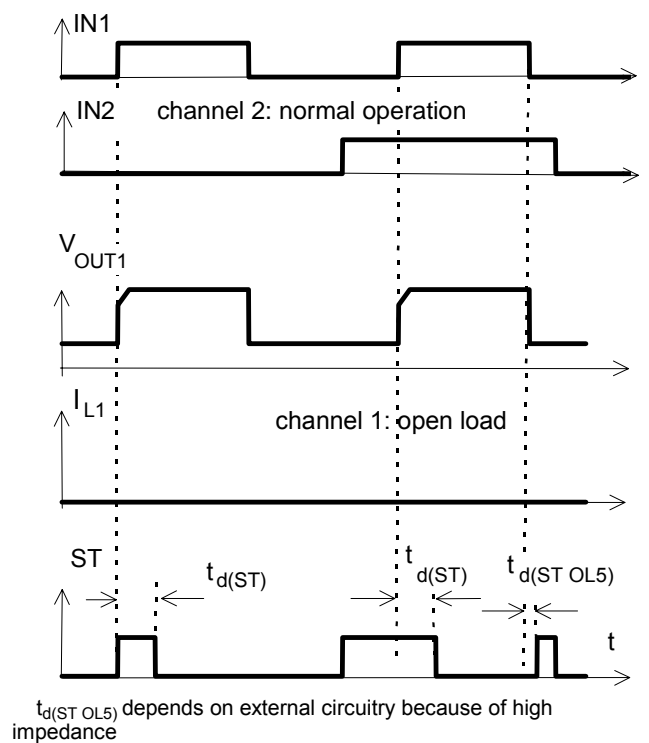 IN1
IN2 channel 2: normal operation
VOUT1
IL1
channel 1: open load
ST
td(ST)
td(ST)
td(ST OL5)
t
td(ST OL5) depends on external circuitry because of high
impedance